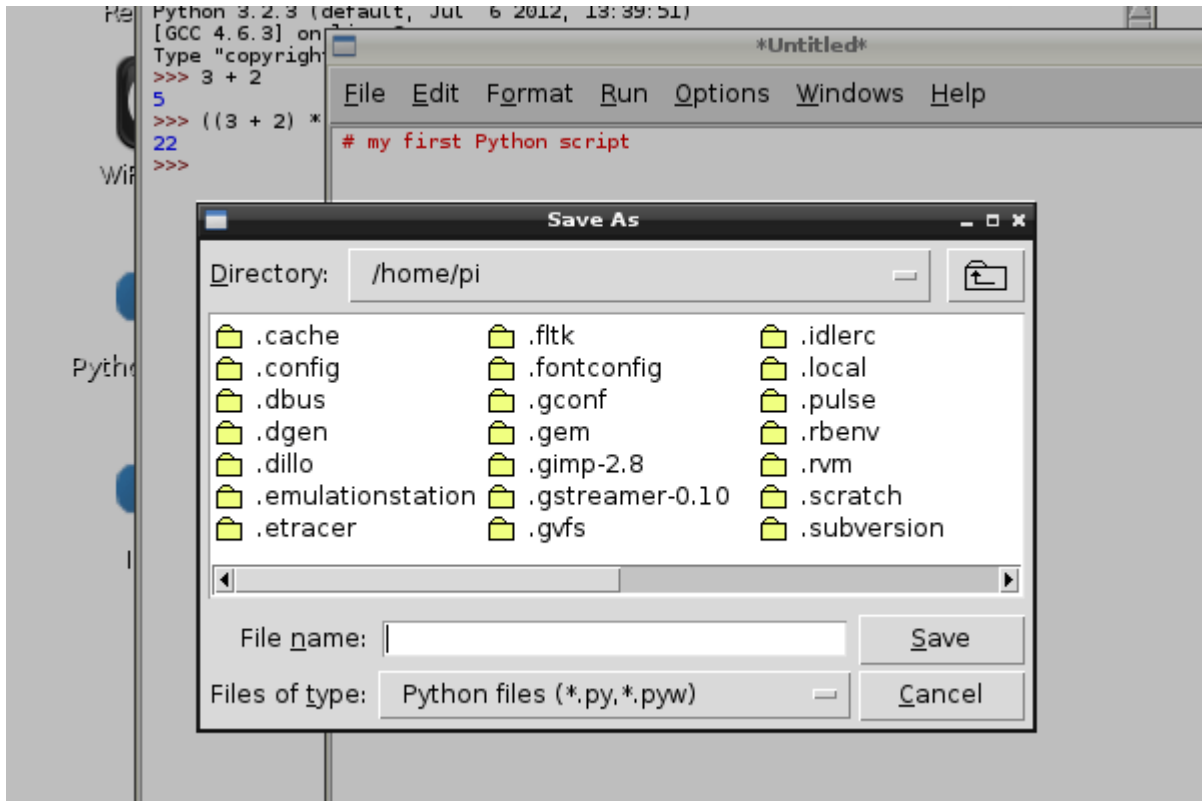 Python 3.2.3 (default, Jul 6 2012, 13:39:51)
[GCC 4.6.3] on
Type "copyright
>>> 3 + 2
5
>>> ((3 + 2) *
22
>>>
*Untitled*
File Edit Format Run Options Windows Help
# my first Python script
Save As
Directory: /home/pi
.cache .fltk .idlerc
.config .fontconfig .local
.dbus .gconf .pulse
.dgen .gem .rbenv
.dillo .gimp-2.8 .rvm
.emulationstation .gstreamer-0.10 .scratch
.etracer .gvfs .subversion
File name: Save
Files of type: Python files (*.py,*.pyw) Cancel